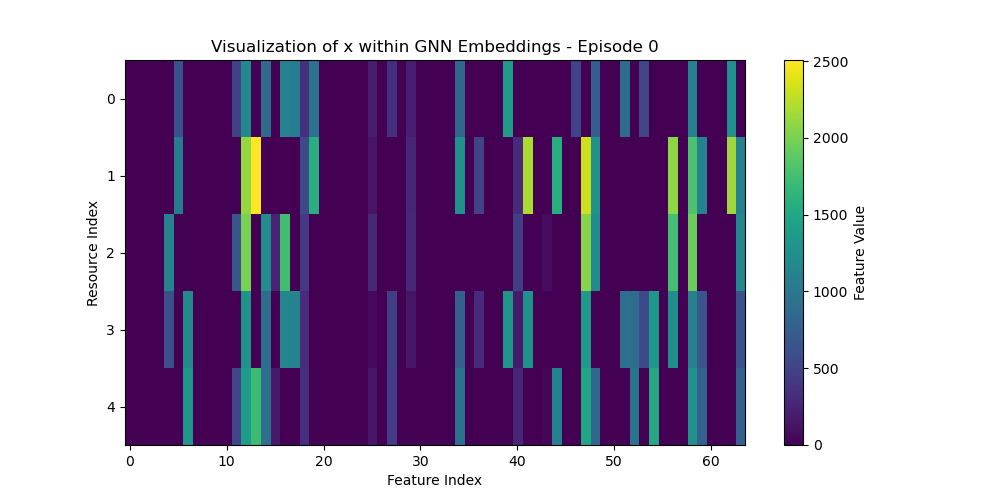 Visualization of x within GNN Embeddings - Episode 0
Resource Index
0
1
2
3
4
0 10 20 30 40 50 60
Feature Index
2500
2000
1500
1000
500
0
Feature Value